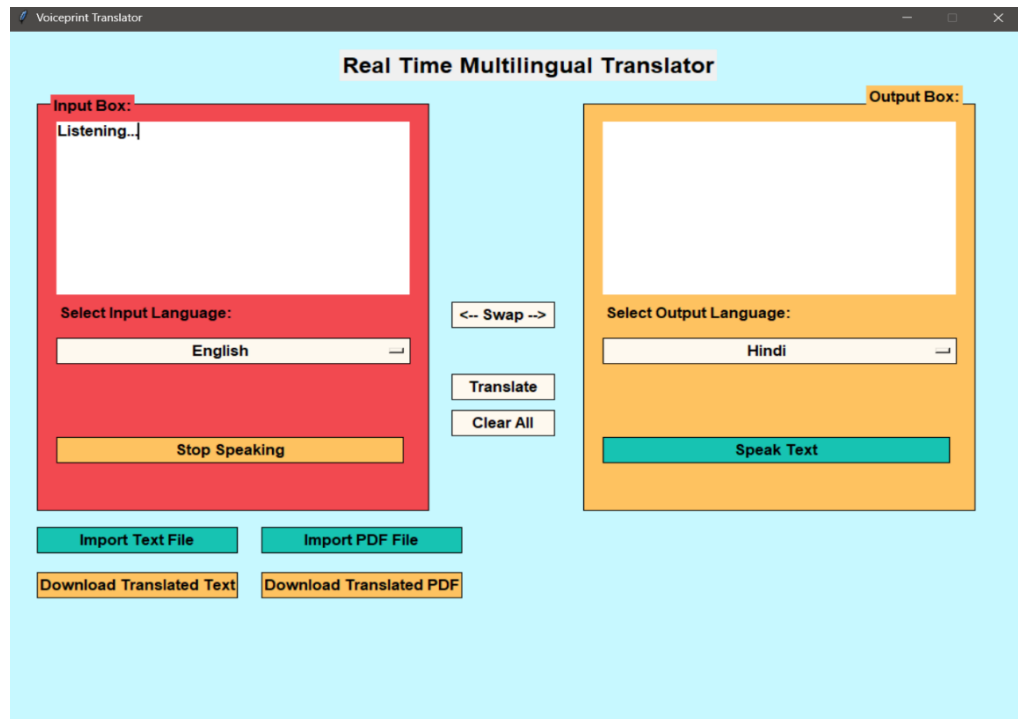 Voiceprint Translator
Real Time Multilingual Translator
Input Box:
Listening...
Select Input Language:
English
Stop Speaking
<-- Swap -->
Translate
Clear All
Output Box:
Select Output Language:
Hindi
Speak Text
Import Text File
Import PDF File
Download Translated Text
Download Translated PDF